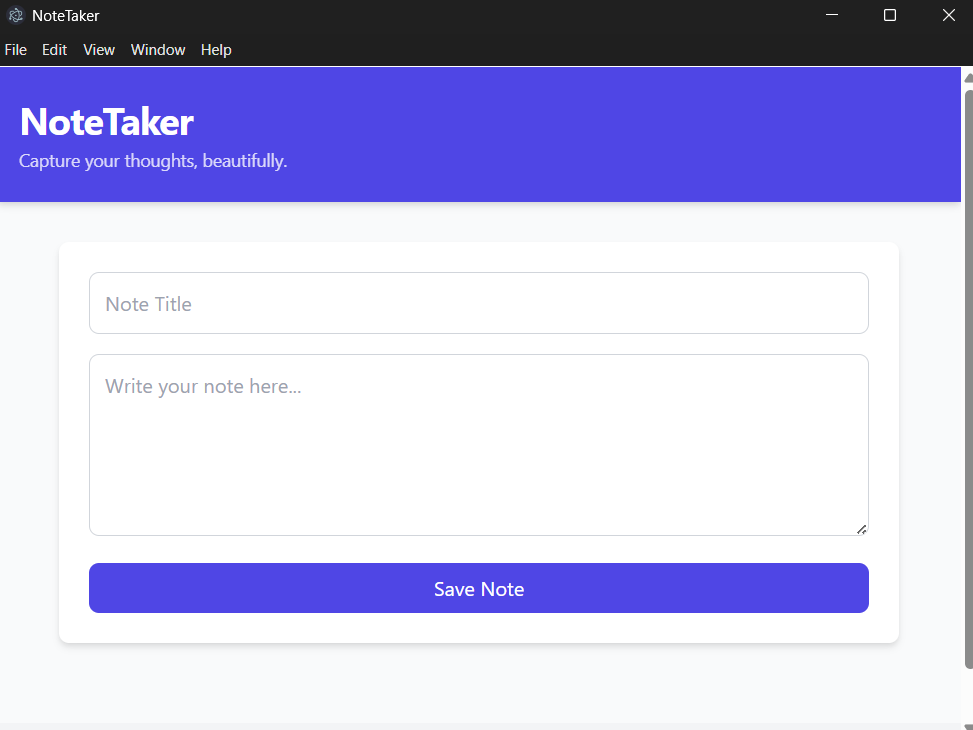 NoteTaker
File Edit View Window Help
NoteTaker
Capture your thoughts, beautifully.
Note Title
Write your note here...
Save Note